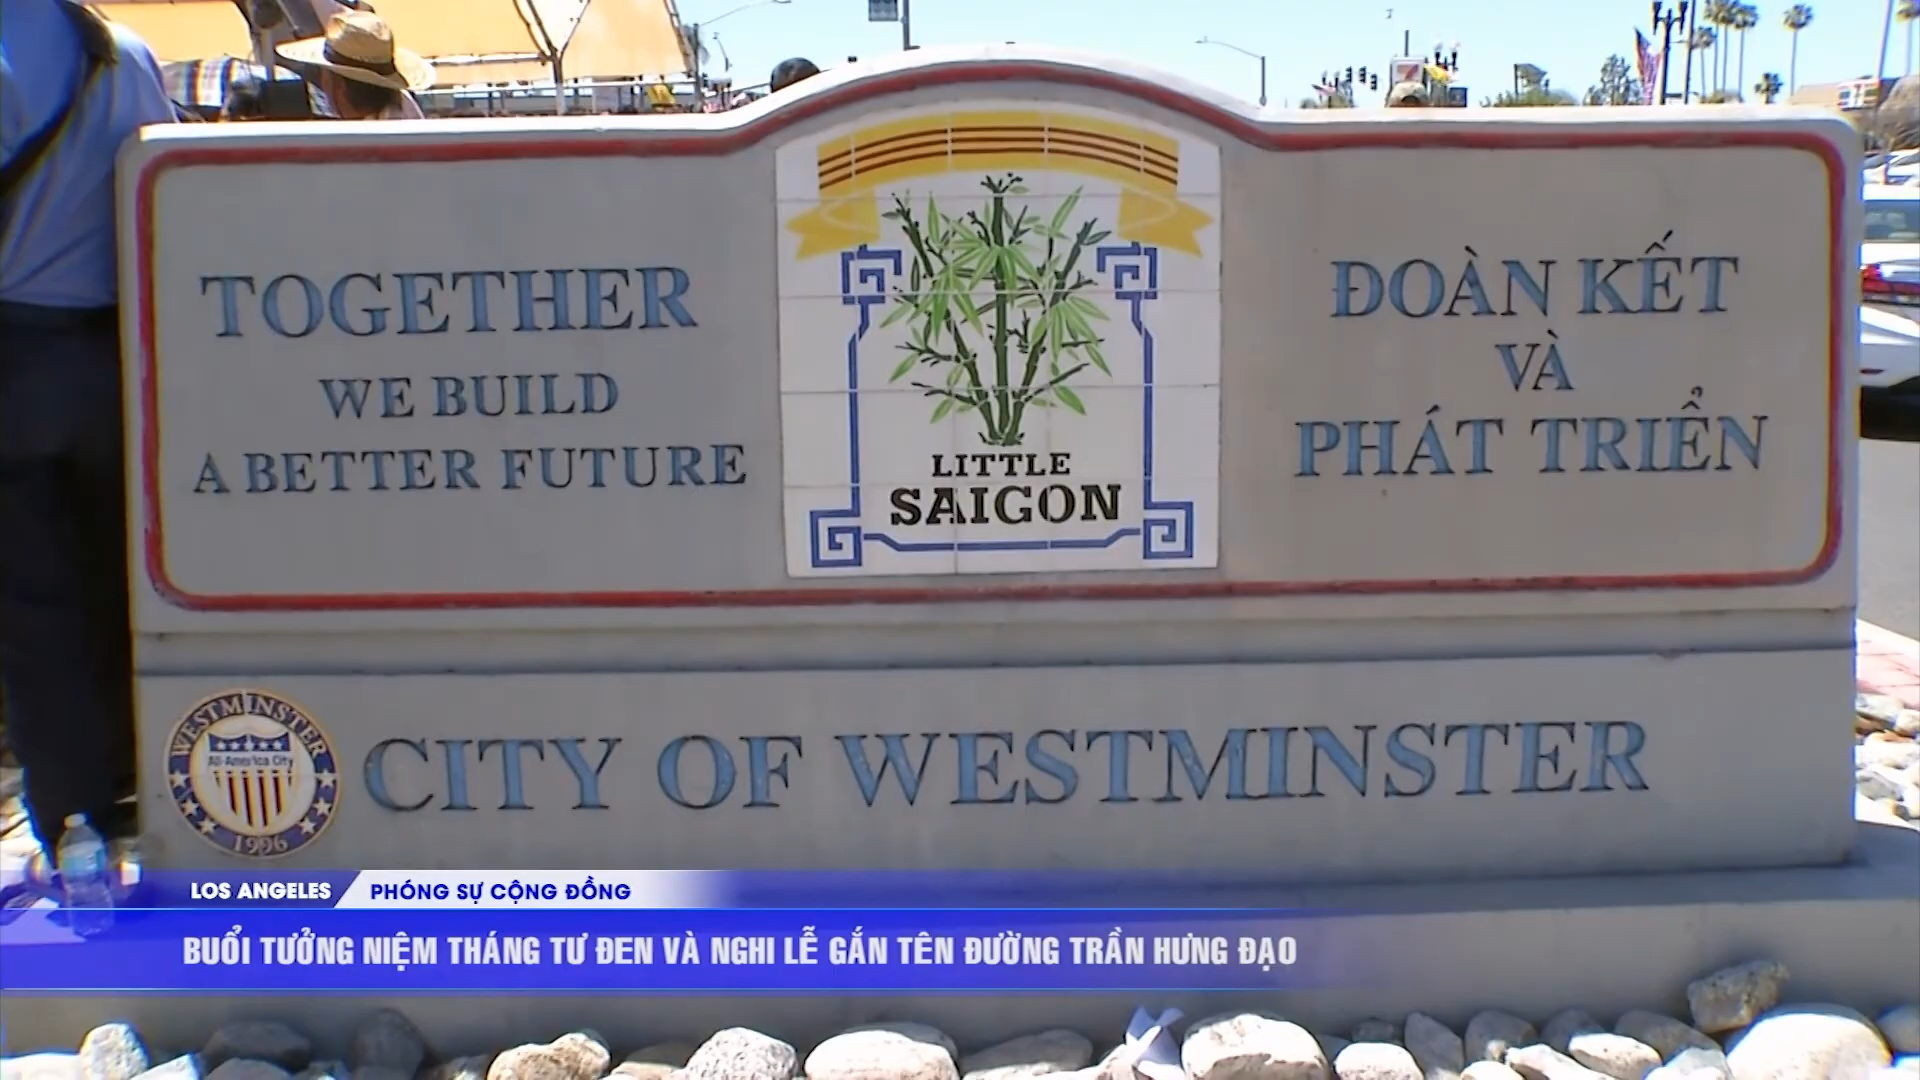 TOGETHER
WE BUILD
A BETTER FUTURE
LITTLE
SAIGON
ĐOÀN KẾT
VÀ
PHÁT TRIỂN
WESTMINSTER
All-America City
1996
CITY OF WESTMINSTER
LOS ANGELES
PHÓNG SỰ CỘNG ĐỒNG
BUỔI TƯỞNG NIỆM THÁNG TƯ ĐEN VÀ NGHI LỄ GẮN TÊN ĐƯỜNG TRẦN HƯNG ĐẠO